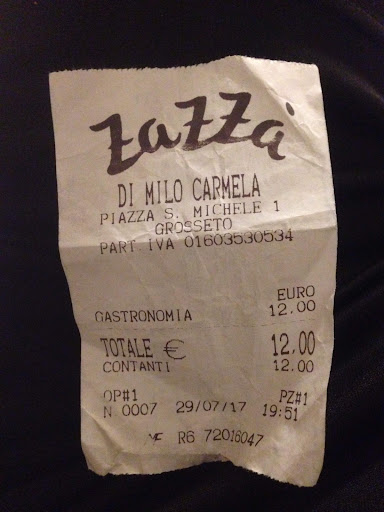 zazza'
DI MILO CARMELA
PIAZZA S. MICHELE 1
GROSSETO
PART.IVA 01603530534
EURO
GASTRONOMIA 12.00
TOTALE € 12.00
CONTANTI 12.00
OP#1 PZ#1
N 0007 29/07/17 19:51
MF R6 72016047